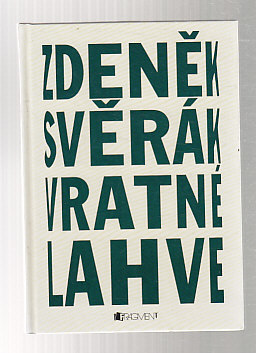 ZDENĚK
SVĚRÁK
VRATNÉ
LAHVE
FRAGMENT